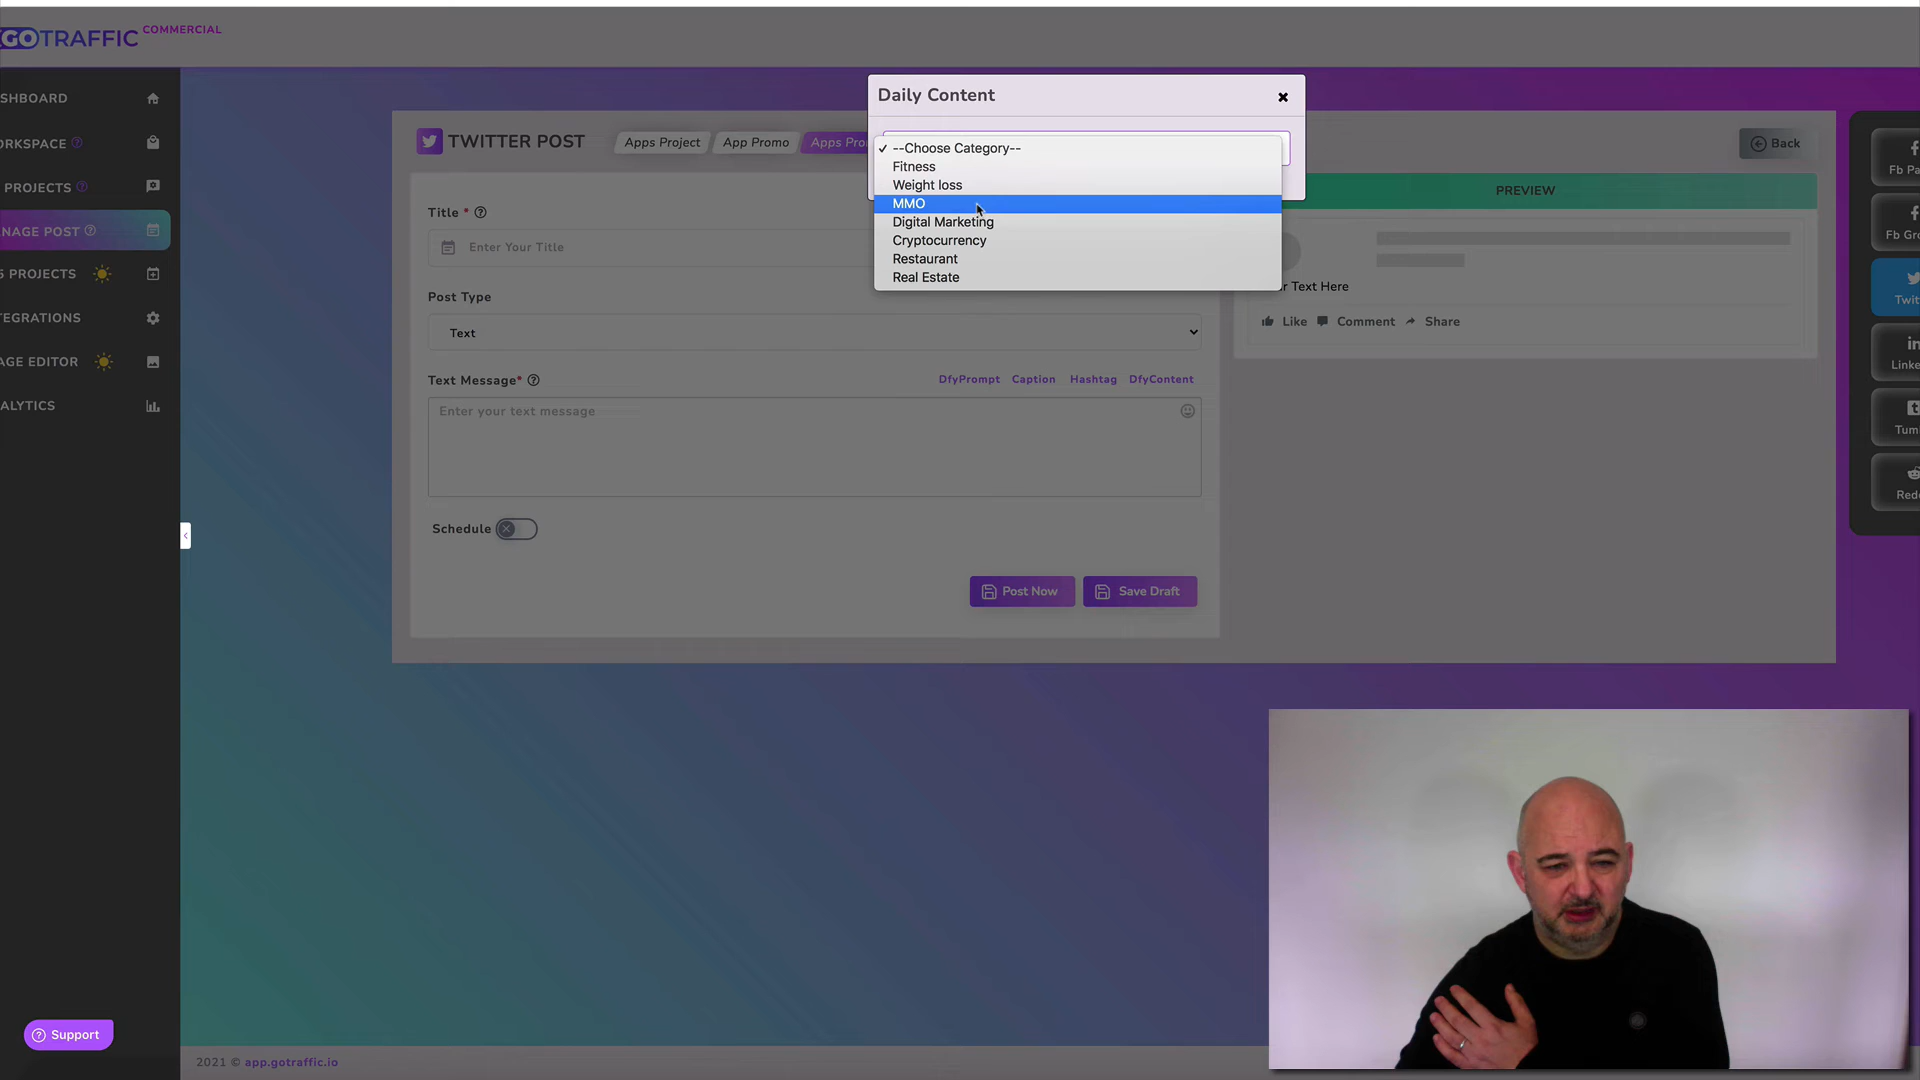 GOTRAFFIC COMMERCIAL
SHBOARD
ORKSPACE
PROJECTS
NAGE POST
PROJECTS
TEGRATIONS
AGE EDITOR
ALYTICS
Support
TWITTER POST
Apps Project
App Promo
Apps Pro
Back
Title *
Enter Your Title
Post Type
Text
Text Message*
DfyPrompt
Caption
Hashtag
DfyContent
Enter your text message
Schedule
Post Now
Save Draft
Daily Content
--Choose Category--
Fitness
Weight loss
MMO
Digital Marketing
Cryptocurrency
Restaurant
Real Estate
PREVIEW
r Text Here
Like
Comment
Share
Fb Pa
Fb Gro
Twit
Linke
Tum
Red
2021 © app.gotraffic.io